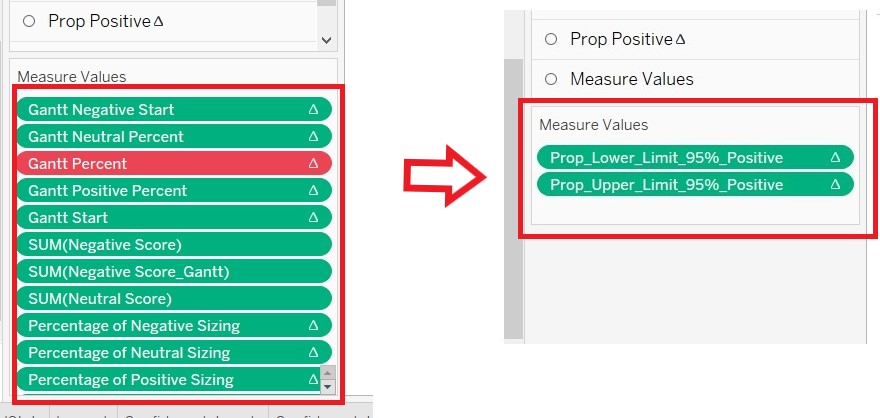 Prop Positive Δ
Measure Values
Gantt Negative Start Δ
Gantt Neutral Percent Δ
Gantt Percent Δ
Gantt Positive Percent Δ
Gantt Start Δ
SUM(Negative Score)
SUM(Negative Score_Gantt)
SUM(Neutral Score)
Percentage of Negative Sizing Δ
Percentage of Neutral Sizing Δ
Percentage of Positive Sizing Δ
Prop Positive Δ
Measure Values
Measure Values
Prop_Lower_Limit_95%_Positive Δ
Prop_Upper_Limit_95%_Positive Δ